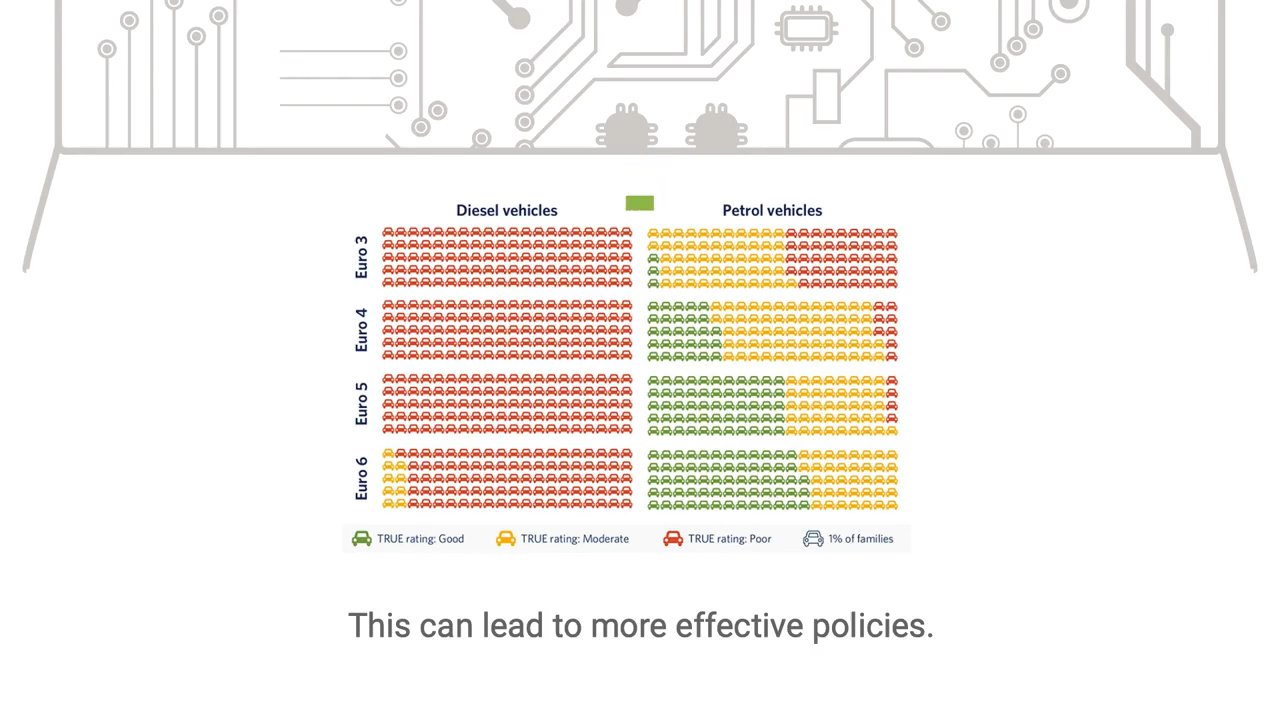 Diesel vehicles
Petrol vehicles
Euro 3
Euro 4
Euro 5
Euro 6
TRUE rating: Good
TRUE rating: Moderate
TRUE rating: Poor
1% of families
This can lead to more effective policies.